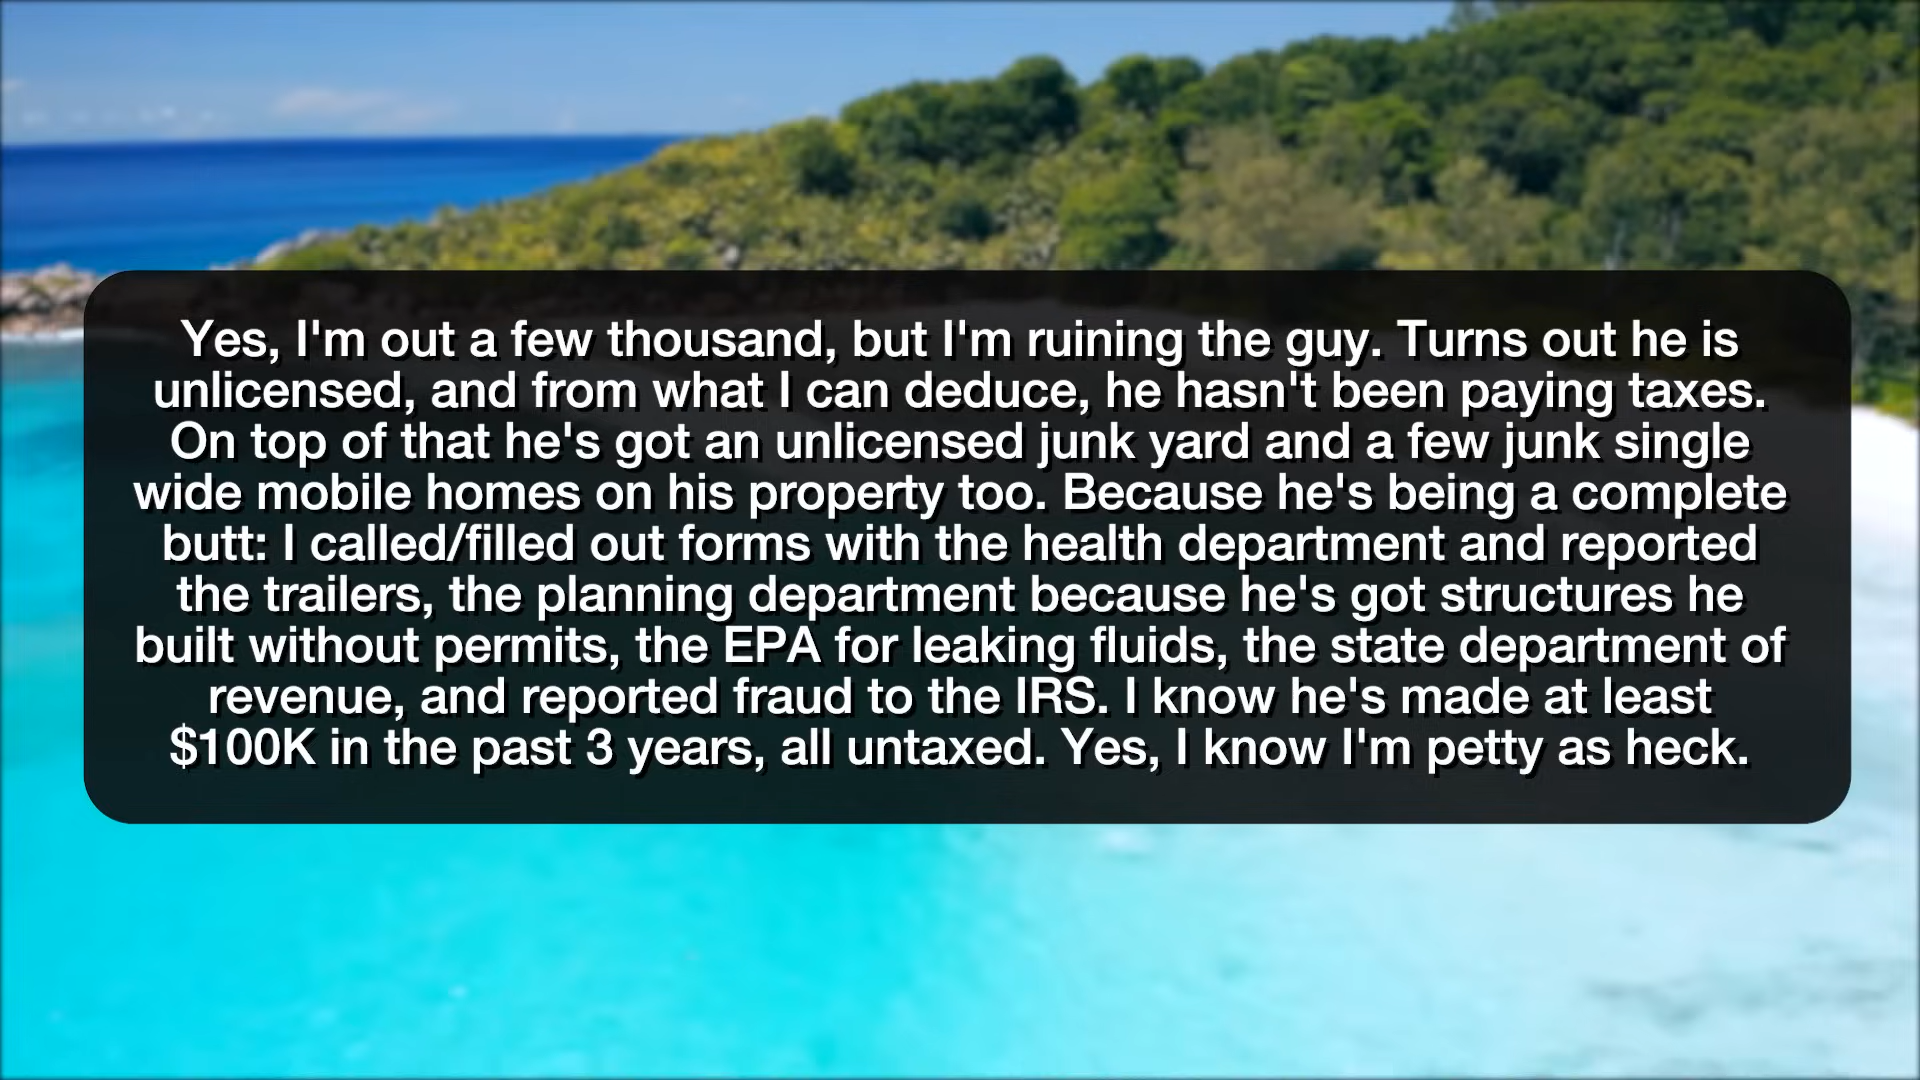 Yes, I'm out a few thousand, but I'm ruining the guy. Turns out he is
unlicensed, and from what I can deduce, he hasn't been paying taxes.
On top of that he's got an unlicensed junk yard and a few junk single
wide mobile homes on his property too. Because he's being a complete
butt: I called/filled out forms with the health department and reported
the trailers, the planning department because he's got structures he
built without permits, the EPA for leaking fluids, the state department of
revenue, and reported fraud to the IRS. I know he's made at least
$100K in the past 3 years, all untaxed. Yes, I know I'm petty as heck.